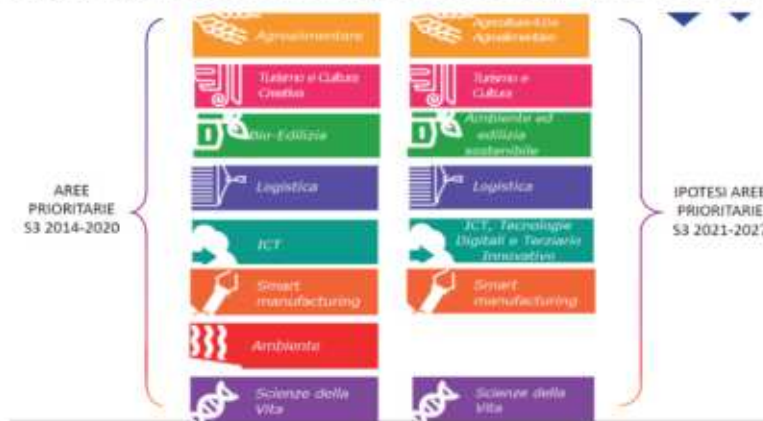 AREE
PRIORITARIE
S3 2014-2020
Agroalimentare
Turismo e Cultura
Creativa
Bio-Edilizia
Logistica
ICT
Smart
manufacturing
Ambiente
Scienze della
Vita
Agroalimentare
Turismo e
Cultura
Ambiente ed
edilizia
sostenibile
Logistica
ICT, Tecnologie
Digitali e Terziario
Innovativo
Smart
manufacturing
Scienze della
Vita
IPOTESI AREE
PRIORITARIE
S3 2021-2027